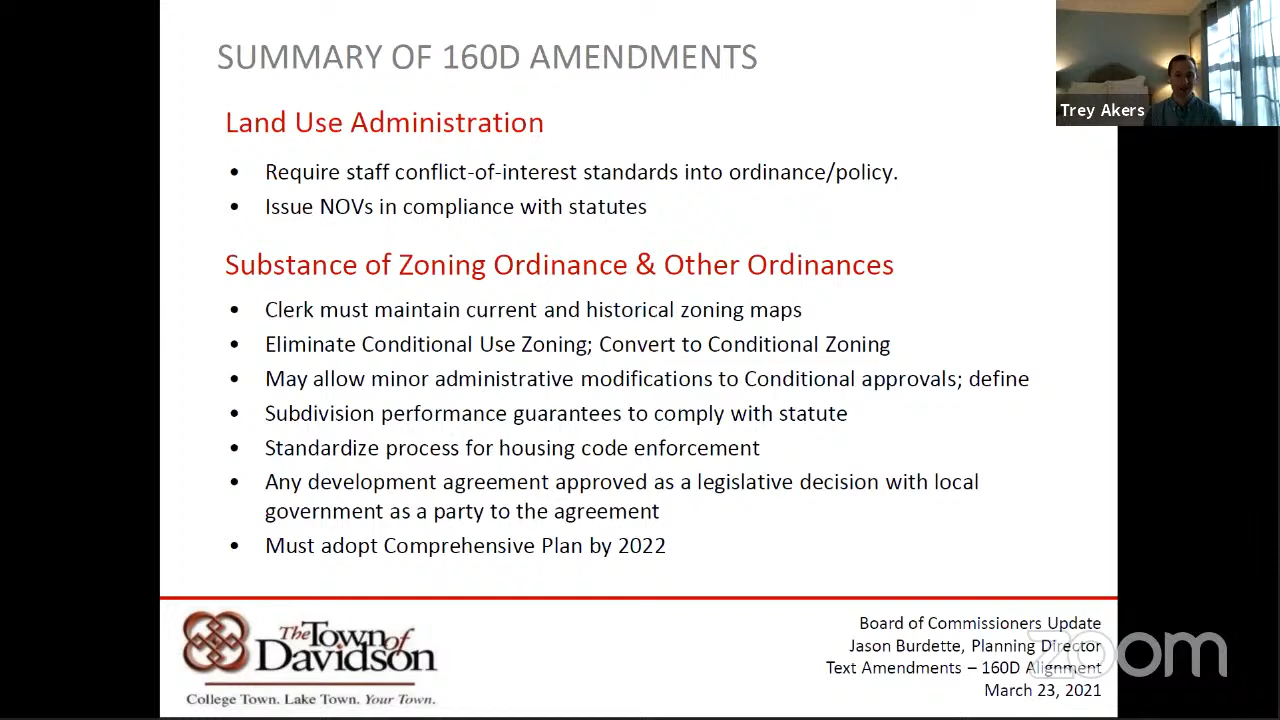 SUMMARY OF 160D AMENDMENTS
Trey Akers
Land Use Administration
• Require staff conflict-of-interest standards into ordinance/policy.
• Issue NOVs in compliance with statutes
Substance of Zoning Ordinance & Other Ordinances
• Clerk must maintain current and historical zoning maps
• Eliminate Conditional Use Zoning; Convert to Conditional Zoning
• May allow minor administrative modifications to Conditional approvals; define
• Subdivision performance guarantees to comply with statute
• Standardize process for housing code enforcement
• Any development agreement approved as a legislative decision with local
government as a party to the agreement
• Must adopt Comprehensive Plan by 2022
The Town of
Davidson
College Town. Lake Town. Your Town.
Board of Commissioners Update
Jason Burdette, Planning Director
Text Amendments – 160D Alignment
March 23, 2021
zoom